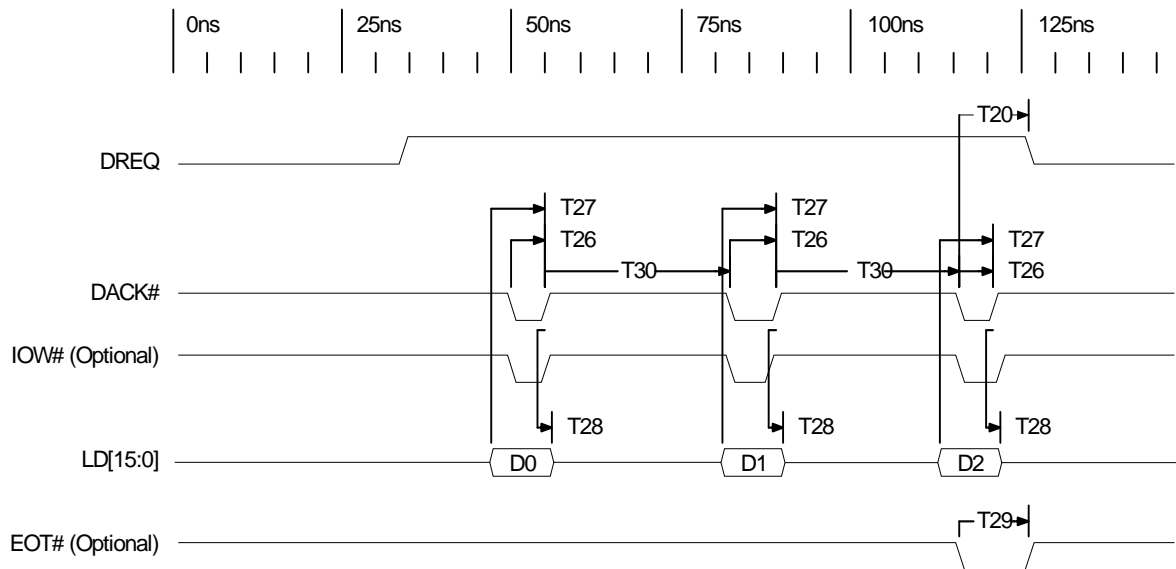 0ns 25ns 50ns 75ns 100ns 125ns
T20
DREQ
T27 T27 T27
T26 T26 T26
T30 T30
DACK#
IOW# (Optional)
T28 T28 T28
LD[15:0] D0 D1 D2
T29
EOT# (Optional)